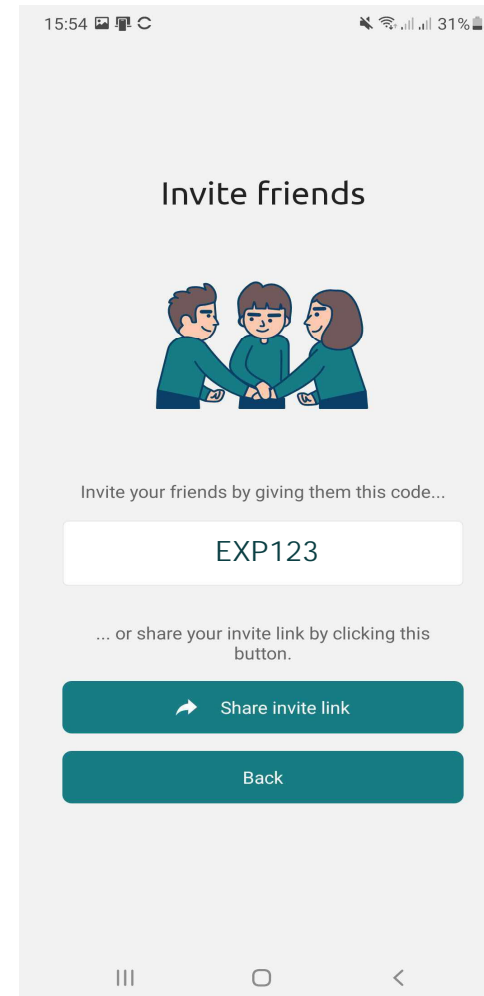 15:54 31%
Invite friends
Invite your friends by giving them this code...
EXP123
... or share your invite link by clicking this
button.
Share invite link
Back